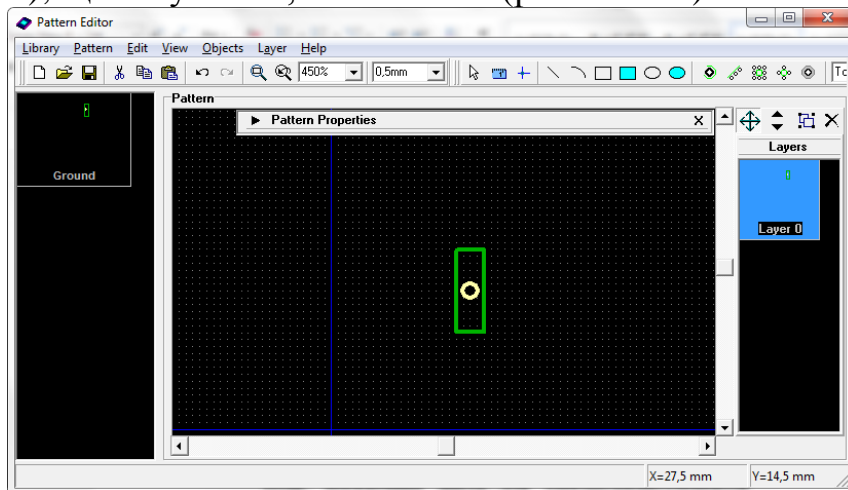 Pattern Editor
Library Pattern Edit View Objects Layer Help
450% 0,5mm
Pattern
Pattern Properties
Layers
Ground
Layer 0
X=27,5 mm Y=14,5 mm